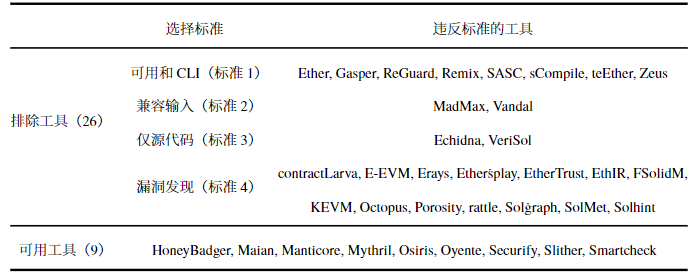 选择标准 违反标准的工具
可用和 CLI（标准 1） Ether, Gasper, ReGuard, Remix, SASC, sCompile, teEther, Zeus
兼容输入（标准 2） MadMax, Vandal
排除工具（26）
仅源代码（标准 3） Echidna, VeriSol
漏洞发现（标准 4） contractLarva, E-EVM, Erays, Etherṡplay, EtherTrust, EthIR, FSolidM,
KEVM, Octopus, Porosity, rattle, Solġraph, SolMet, Solhint
可用工具（9） HoneyBadger, Maian, Manticore, Mythril, Osiris, Oyente, Securify, Slither, Smartcheck